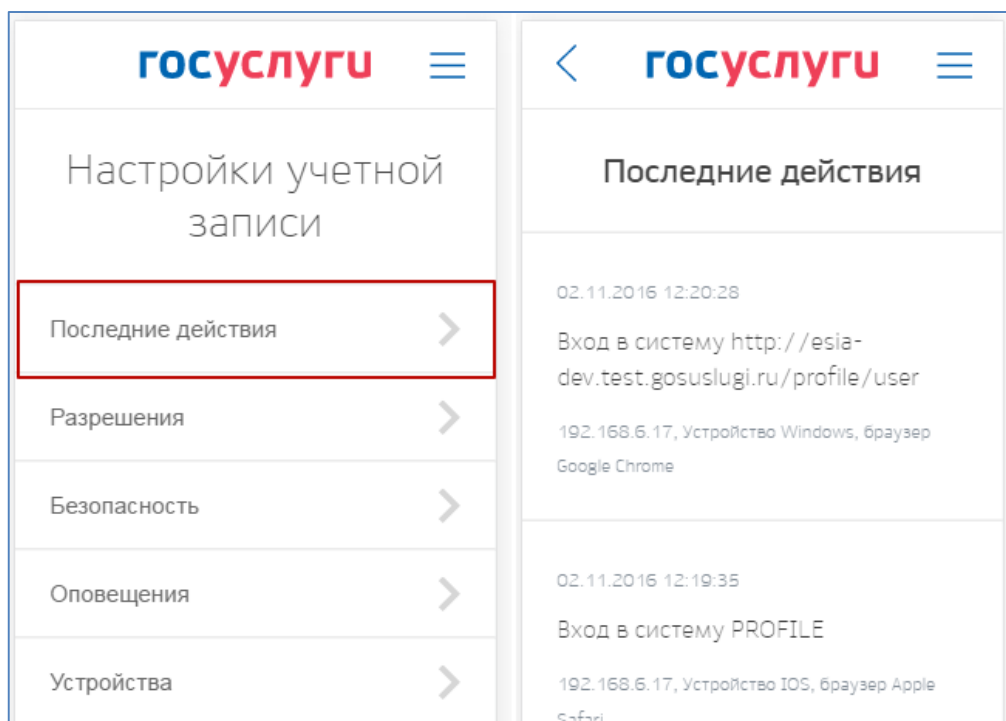 госуслуги
Настройки учетной
записи
Последние действия
Разрешения
Безопасность
Оповещения
Устройства
госуслуги
Последние действия
02.11.2016 12:20:28
Вход в систему http://esia-
dev.test.gosuslugi.ru/profile/user
192.168.6.17, Устройство Windows, браузер
Google Chrome
02.11.2016 12:19:35
Вход в систему PROFILE
192.168.6.17, Устройство IOS, браузер Apple
Safari